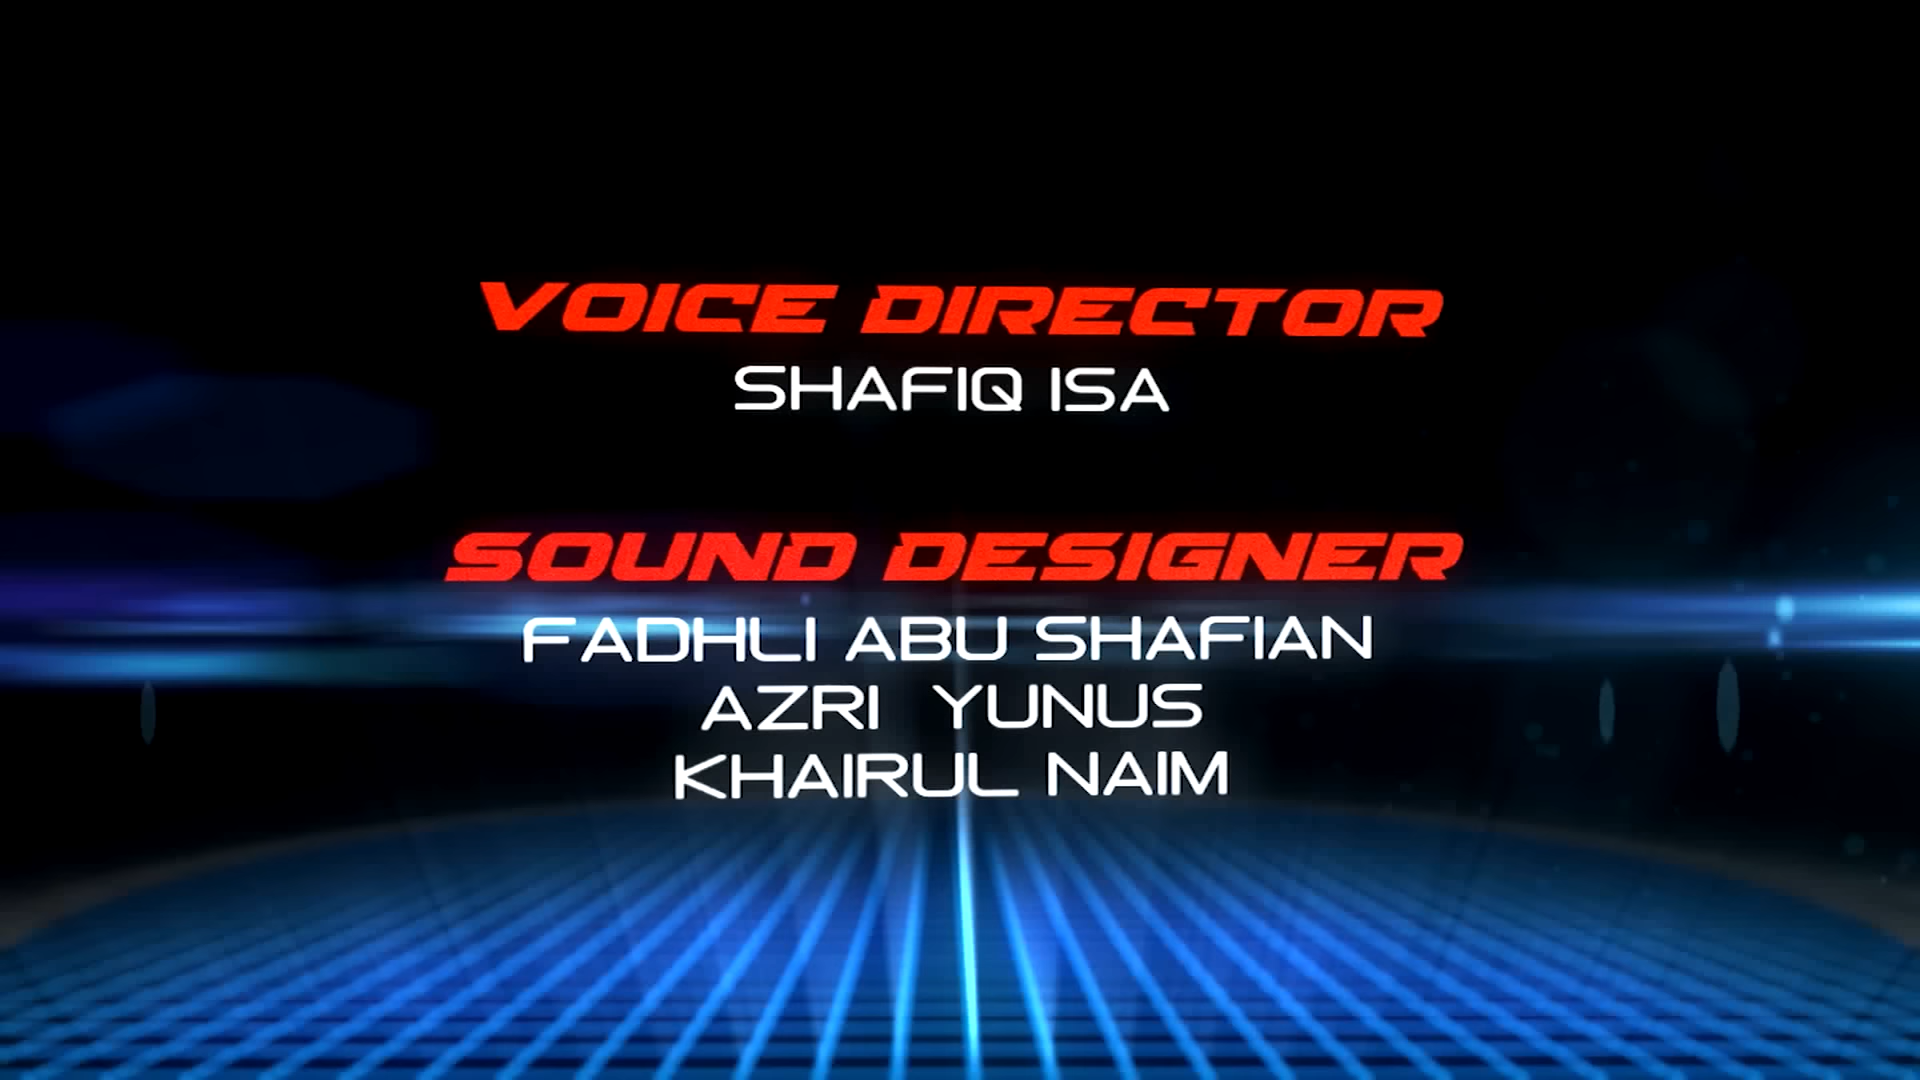 VOICE DIRECTOR
SHAFIQ ISA
SOUND DESIGNER
FADHLI ABU SHAFIAN
AZRI YUNUS
KHAIRUL NAIM